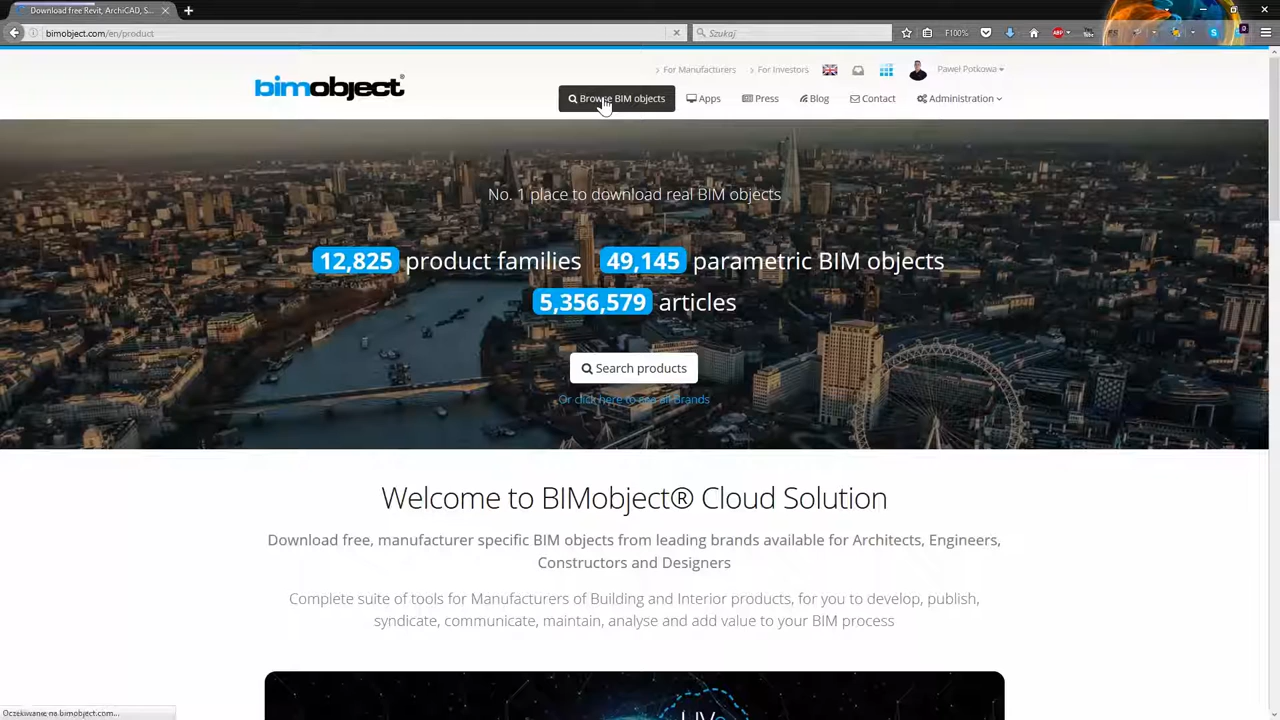 Download free Revit, ArchiCAD, S...
bimobject.com/en/product
Szukaj
F100%
ABP
For Manufacturers
For Investors
Paweł Potkowa
bimobject®
Browse BIM objects
Apps
Press
Blog
Contact
Administration
No. 1 place to download real BIM objects
12,825 product families 49,145 parametric BIM objects
5,356,579 articles
Search products
Or click here to see all Brands
Welcome to BIMobject® Cloud Solution
Download free, manufacturer specific BIM objects from leading brands available for Architects, Engineers,
Constructors and Designers
Complete suite of tools for Manufacturers of Building and Interior products, for you to develop, publish,
syndicate, communicate, maintain, analyse and add value to your BIM process
Oczekiwanie na bimobject.com...